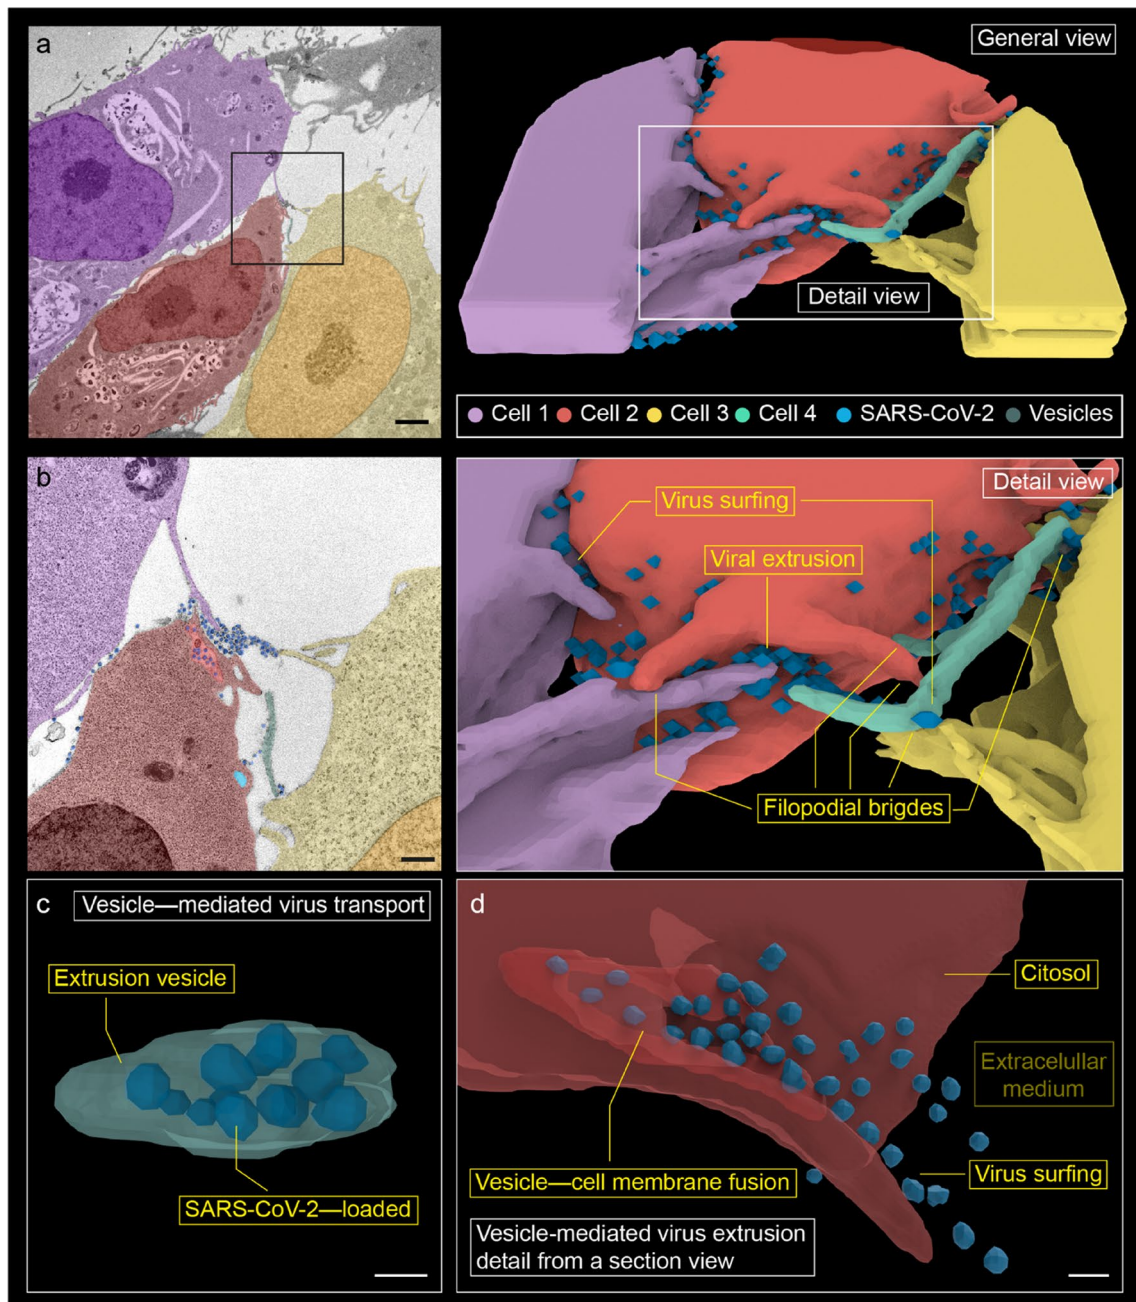 a
General view
Detail view
Cell 1 Cell 2 Cell 3 Cell 4 SARS-CoV-2 Vesicles
b
Detail view
Virus surfing
Viral extrusion
Filopodial brigdes
c
Vesicle—mediated virus transport
Extrusion vesicle
SARS-CoV-2—loaded
d
Citosol
Extracelullar
medium
Virus surfing
Vesicle—cell membrane fusion
Vesicle-mediated virus extrusion
detail from a section view